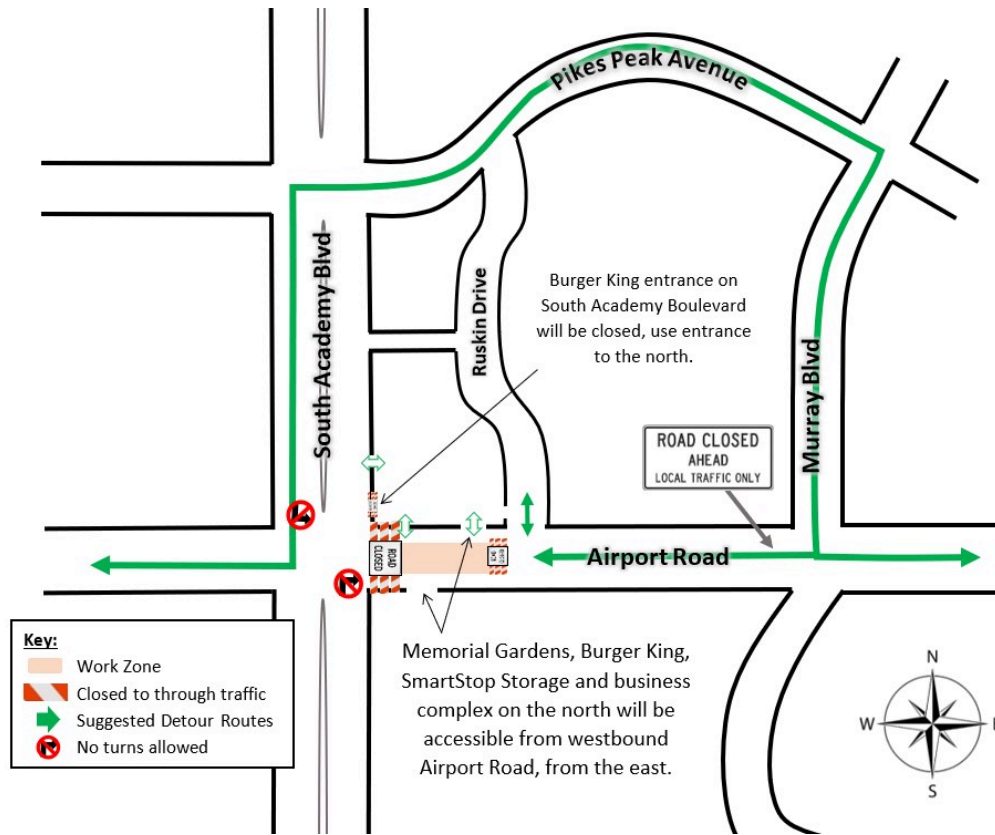 Pikes Peak Avenue
South Academy Blvd
Ruskin Drive
Burger King entrance on
South Academy Boulevard
will be closed, use entrance
to the north.
Murray Blvd
ROAD CLOSED
AHEAD
LOCAL TRAFFIC ONLY
ROAD
CLOSED
Airport Road
Key:
Work Zone
Closed to through traffic
Suggested Detour Routes
No turns allowed
Memorial Gardens, Burger King,
SmartStop Storage and business
complex on the north will be
accessible from westbound
Airport Road, from the east.
N
W
E
S